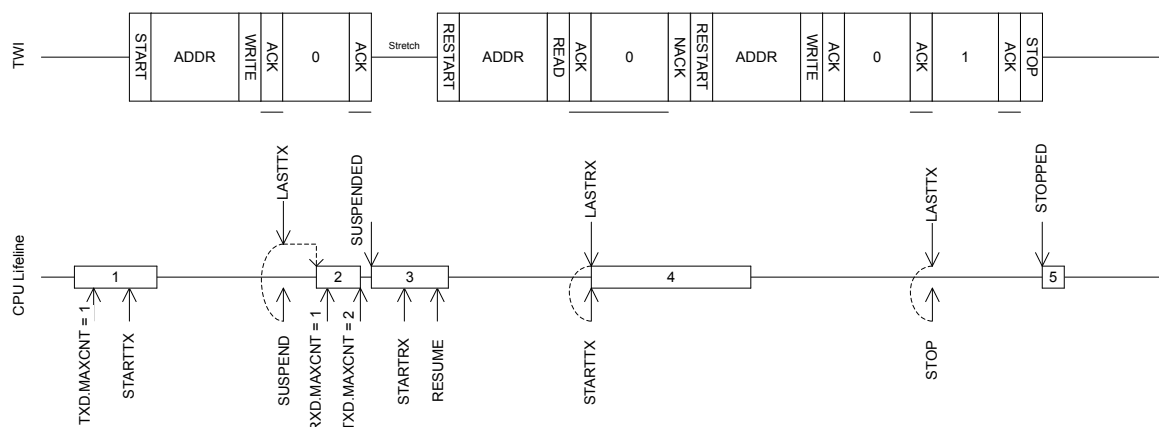 TWI
START
ADDR
WRITE
ACK
0
ACK
Stretch
RESTART
ADDR
READ
ACK
0
NACK
RESTART
ADDR
WRITE
ACK
0
ACK
1
ACK
STOP
LASTTX
SUSPENDED
LASTRX
LASTTX
STOPPED
CPU Lifeline
1
2
3
4
5
TXD.MAXCNT = 1
STARTTX
SUSPEND
RXD.MAXCNT = 1
TXD.MAXCNT = 2
STARTRX
RESUME
STARTTX
STOP